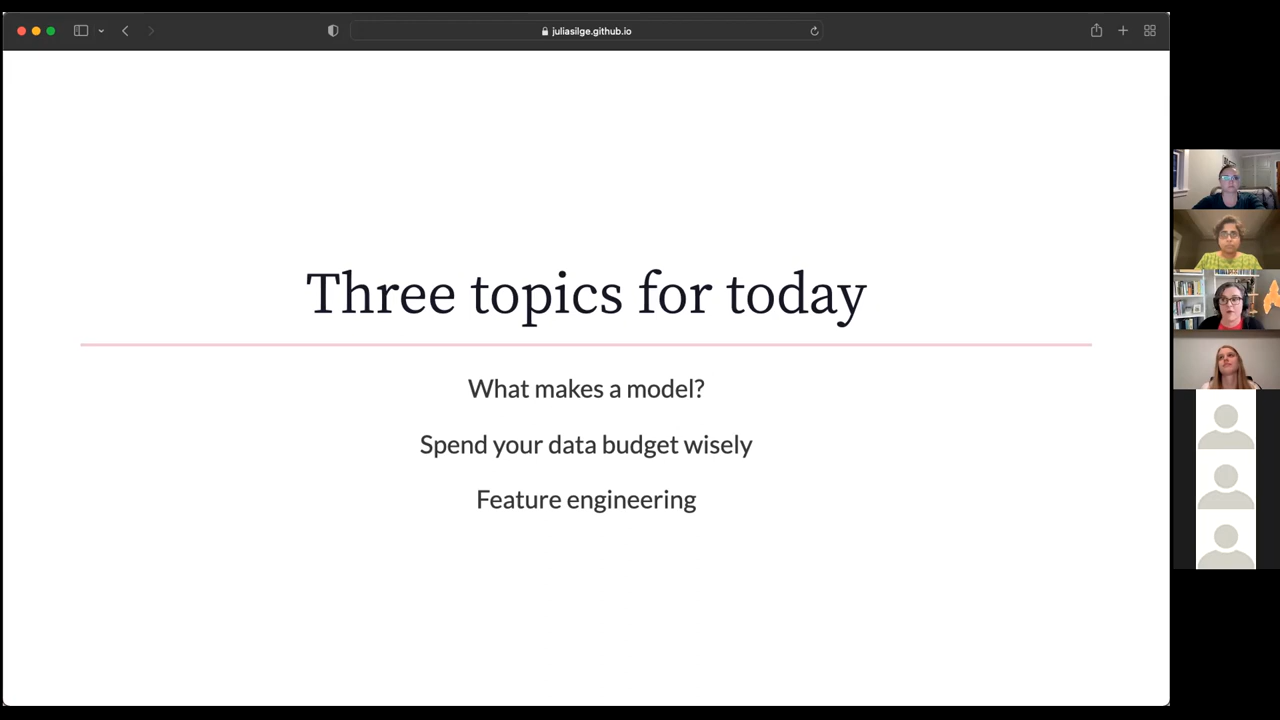 juliasilge.github.io
Three topics for today
What makes a model?
Spend your data budget wisely
Feature engineering